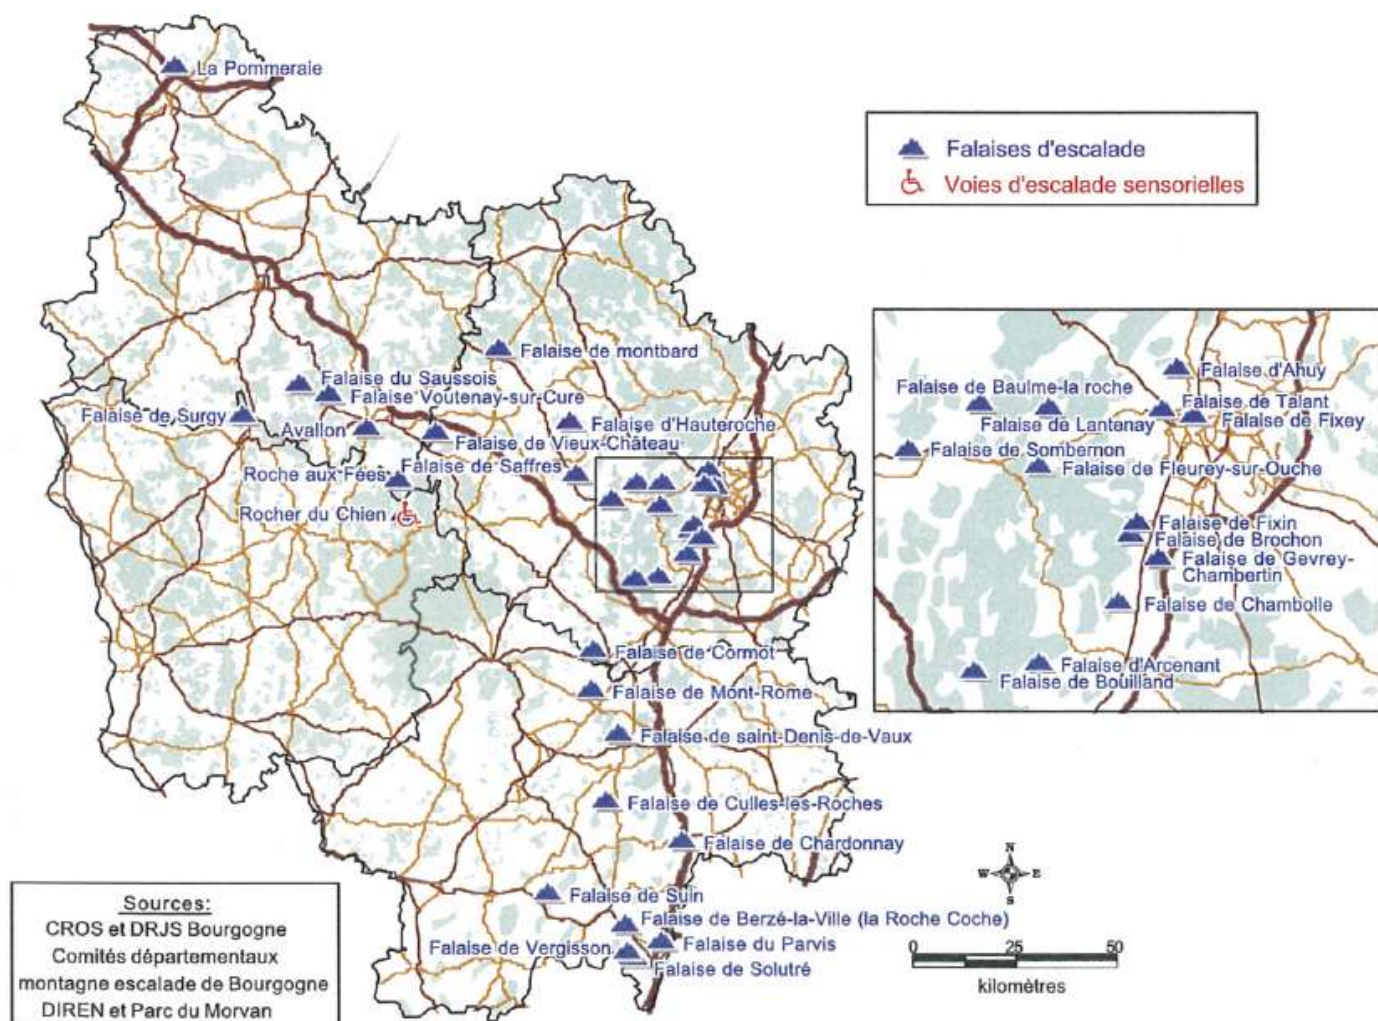 La Pommeraie
Falaises d'escalade
Voies d'escalade sensorielles
Falaise de montbard
Falaise du Saussois
Falaise Voutenay-sur-Cure
Falaise de Surgy
Avallon
Falaise d'Hauteroche
Falaise de Vieux-Château
Falaise de Saffres
Roche aux Fées
Rocher du Chien
Falaise d'Ahuy
Falaise de Baulme-la roche
Falaise de Talant
Falaise de Lantenay
Falaise de Fixey
Falaise de Sombernon
Falaise de Fleurey-sur-Ouche
Falaise de Fixin
Falaise de Brochon
Falaise de Gevrey-
Chambertin
Falaise de Chambolle
Falaise d'Arcenant
Falaise de Bouilland
Falaise de Cormot
Falaise de Mont-Rome
Falaise de saint-Denis-de-Vaux
Falaise de Culles-les-Roches
Falaise de Chardonnay
Falaise de Suin
Falaise de Berzé-la-Ville (la Roche Coche)
Falaise de Vergisson
Falaise du Parvis
Falaise de Solutré
N
W E
S
0 25 50
kilomètres
Sources:
CROS et DRJS Bourgogne
Comités départementaux
montagne escalade de Bourgogne
DIREN et Parc du Morvan